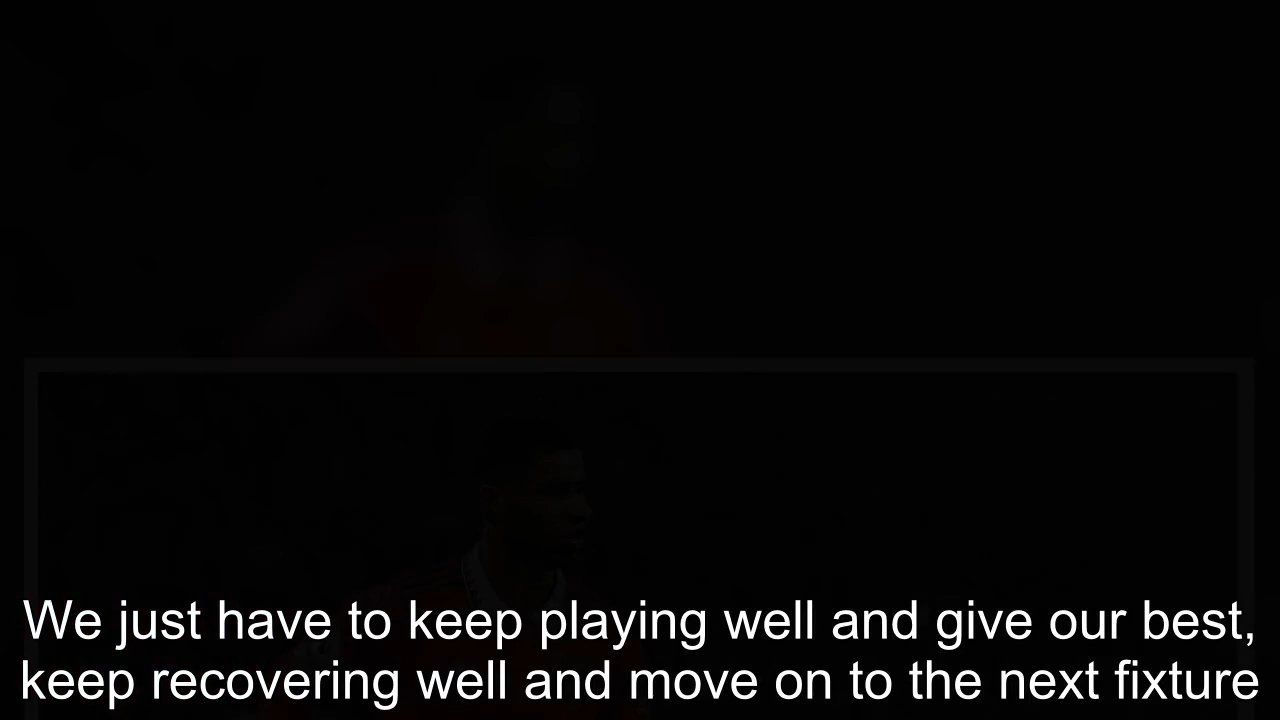 We just have to keep playing well and give our best,
keep recovering well and move on to the next fixture